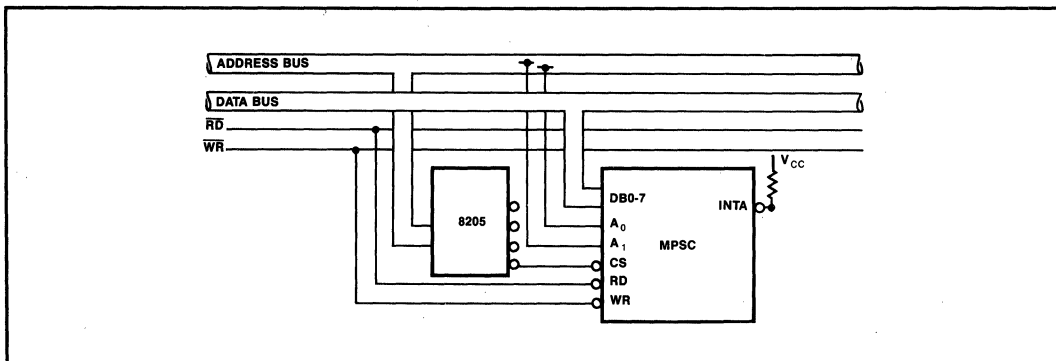 ADDRESS BUS
DATA BUS
RD
WR
VCC
8205
DB0-7
INTA
A0
A1
MPSC
CS
RD
WR